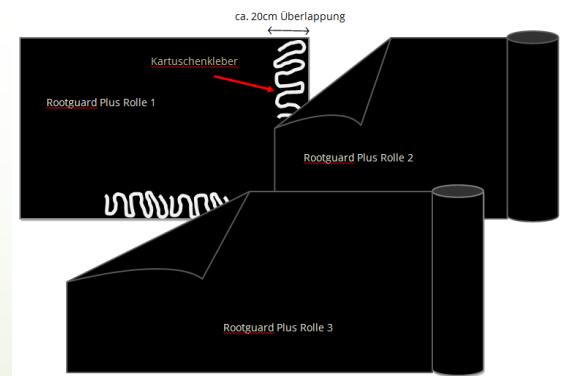 ca. 20cm Überlappung
Kartuschenkleber
Rootguard Plus Rolle 1
Rootguard Plus Rolle 2
Rootguard Plus Rolle 3